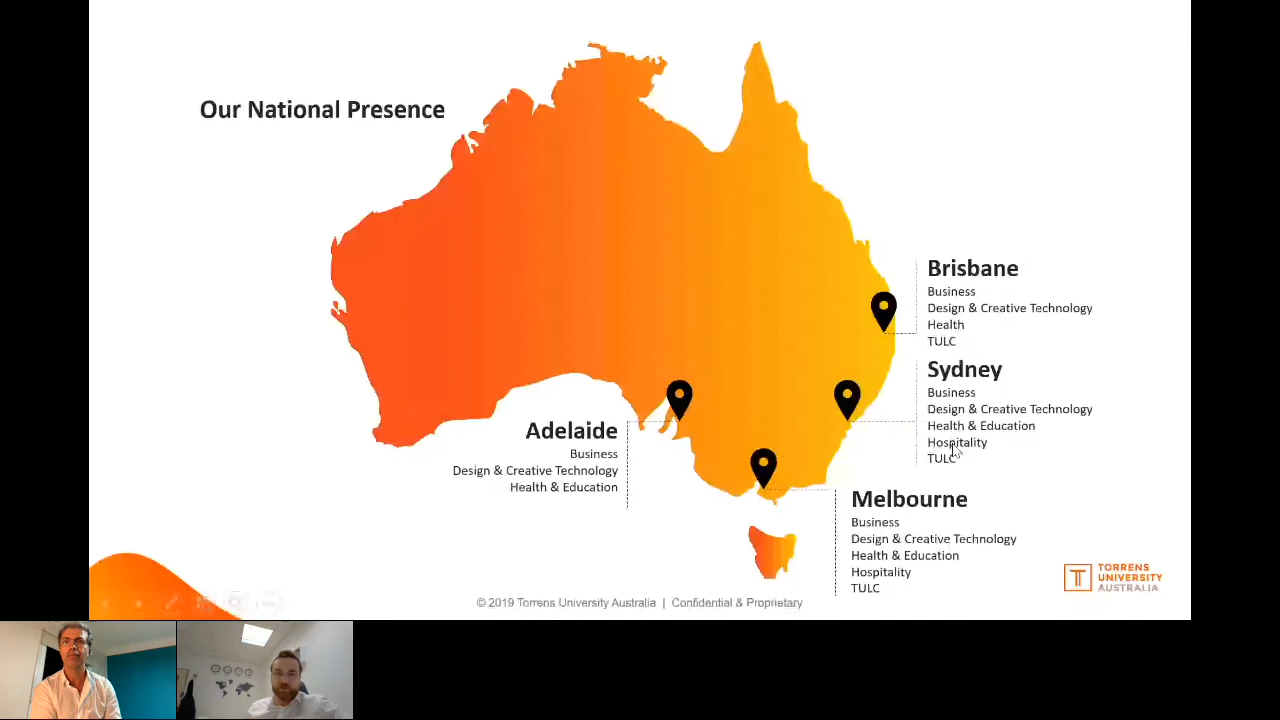 Our National Presence
Brisbane
Business
Design & Creative Technology
Health
TULC
Sydney
Business
Design & Creative Technology
Health & Education
Hospitality
TULC
Adelaide
Business
Design & Creative Technology
Health & Education
Melbourne
Business
Design & Creative Technology
Health & Education
Hospitality
TULC
TORRENS
UNIVERSITY
AUSTRALIA
© 2019 Torrens University Australia | Confidential & Proprietary